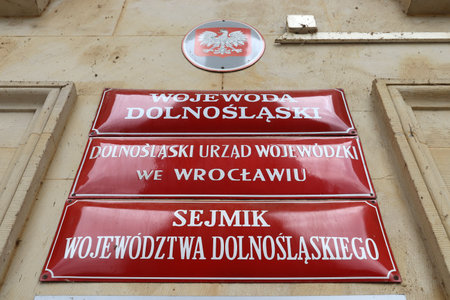 WOJEWODA
DOLNOŚLĄSKI
DOLNOŚLĄSKI URZĄD WOJEWÓDZKI
WE WROCŁAWIU
SEJMIK
WOJEWÓDZTWA DOLNOŚLĄSKIEGO